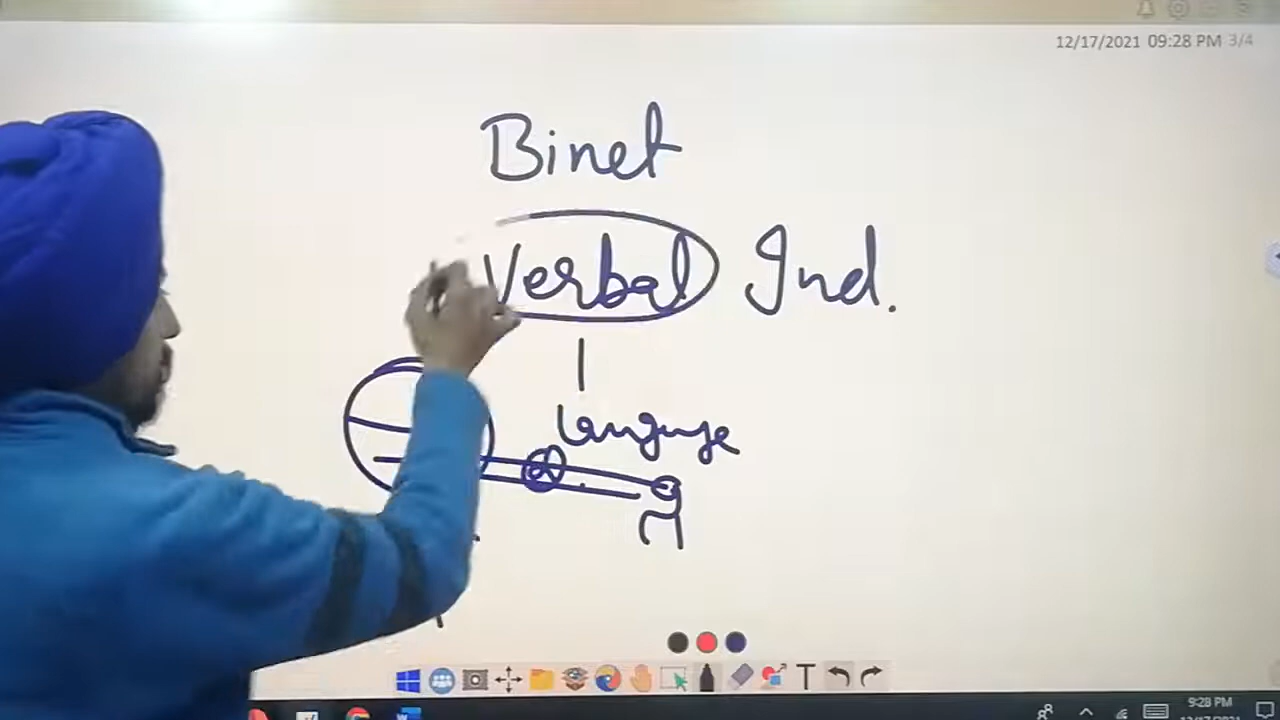 12/17/2021 09:28 PM 3/4
Binet
Verbal Ind.
Language
T
9:28 PM